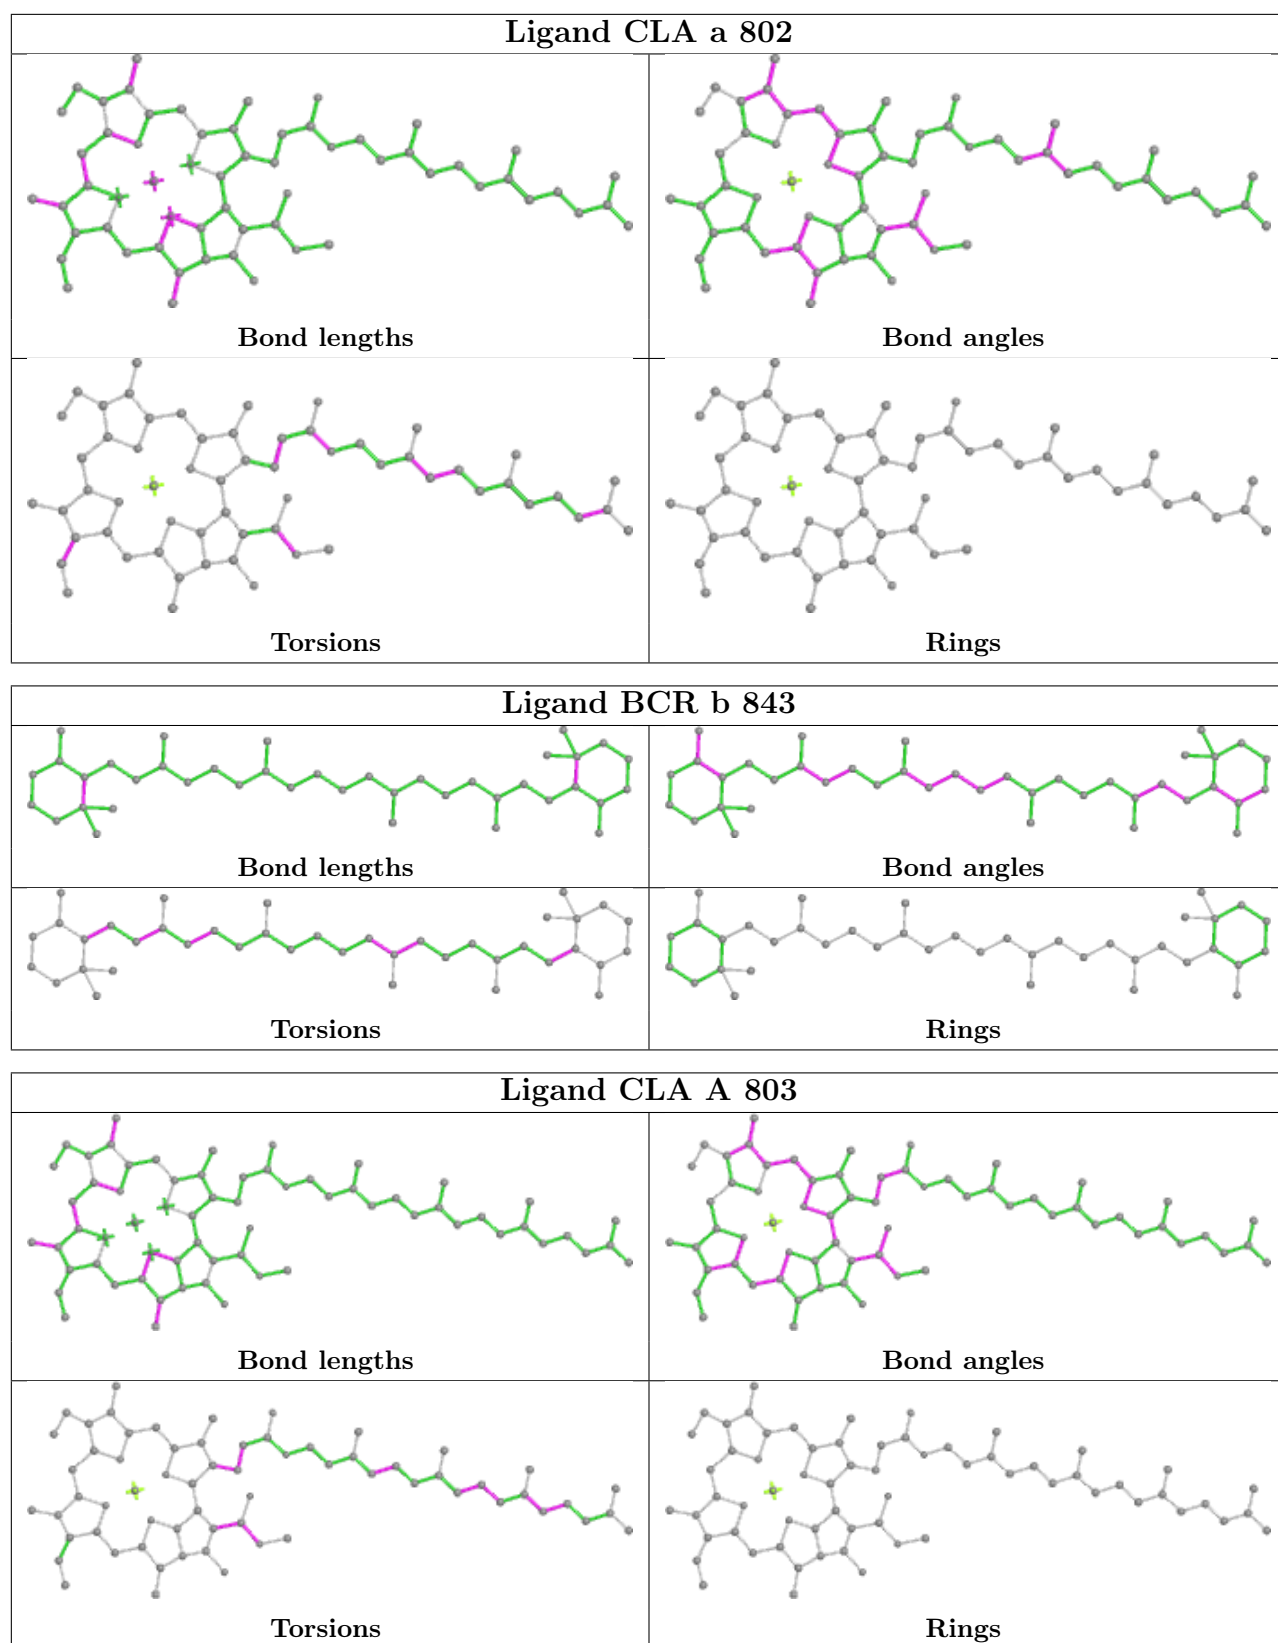 Ligand CLA a 802
Bond lengths
Bond angles
Torsions
Rings
Ligand BCR b 843
Bond lengths
Bond angles
Torsions
Rings
Ligand CLA A 803
Bond lengths
Bond angles
Torsions
Rings